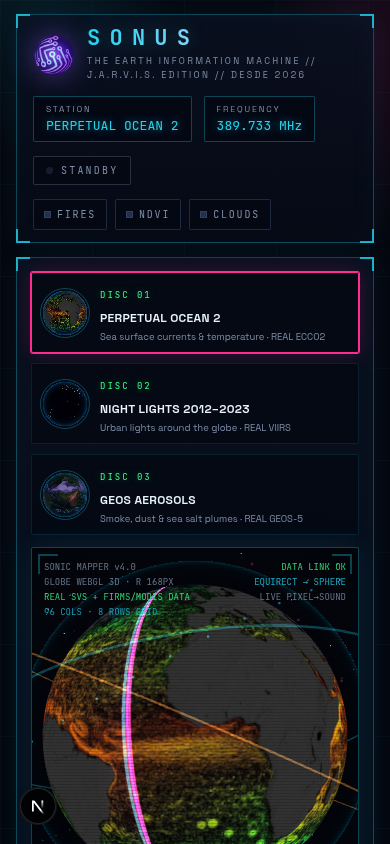 SONUS
THE EARTH INFORMATION MACHINE //
J.A.R.V.I.S. EDITION // DESDE 2026
STATION
PERPETUAL OCEAN 2
FREQUENCY
389.733 MHz
STANDBY
FIRES
NDVI
CLOUDS
DISC 01
PERPETUAL OCEAN 2
Sea surface currents & temperature · REAL ECCO2
DISC 02
NIGHT LIGHTS 2012–2023
Urban lights around the globe · REAL VIIRS
DISC 03
GEOS AEROSOLS
Smoke, dust & sea salt plumes · REAL GEOS-5
SONIC MAPPER v4.0
DATA LINK OK
GLOBE WEBGL 3D · R 168PX
EQUIRECT → SPHERE
REAL SVS + FIRMS/MODIS DATA
LIVE PIXEL→SOUND
96 COLS · 8 ROWS GRID
N